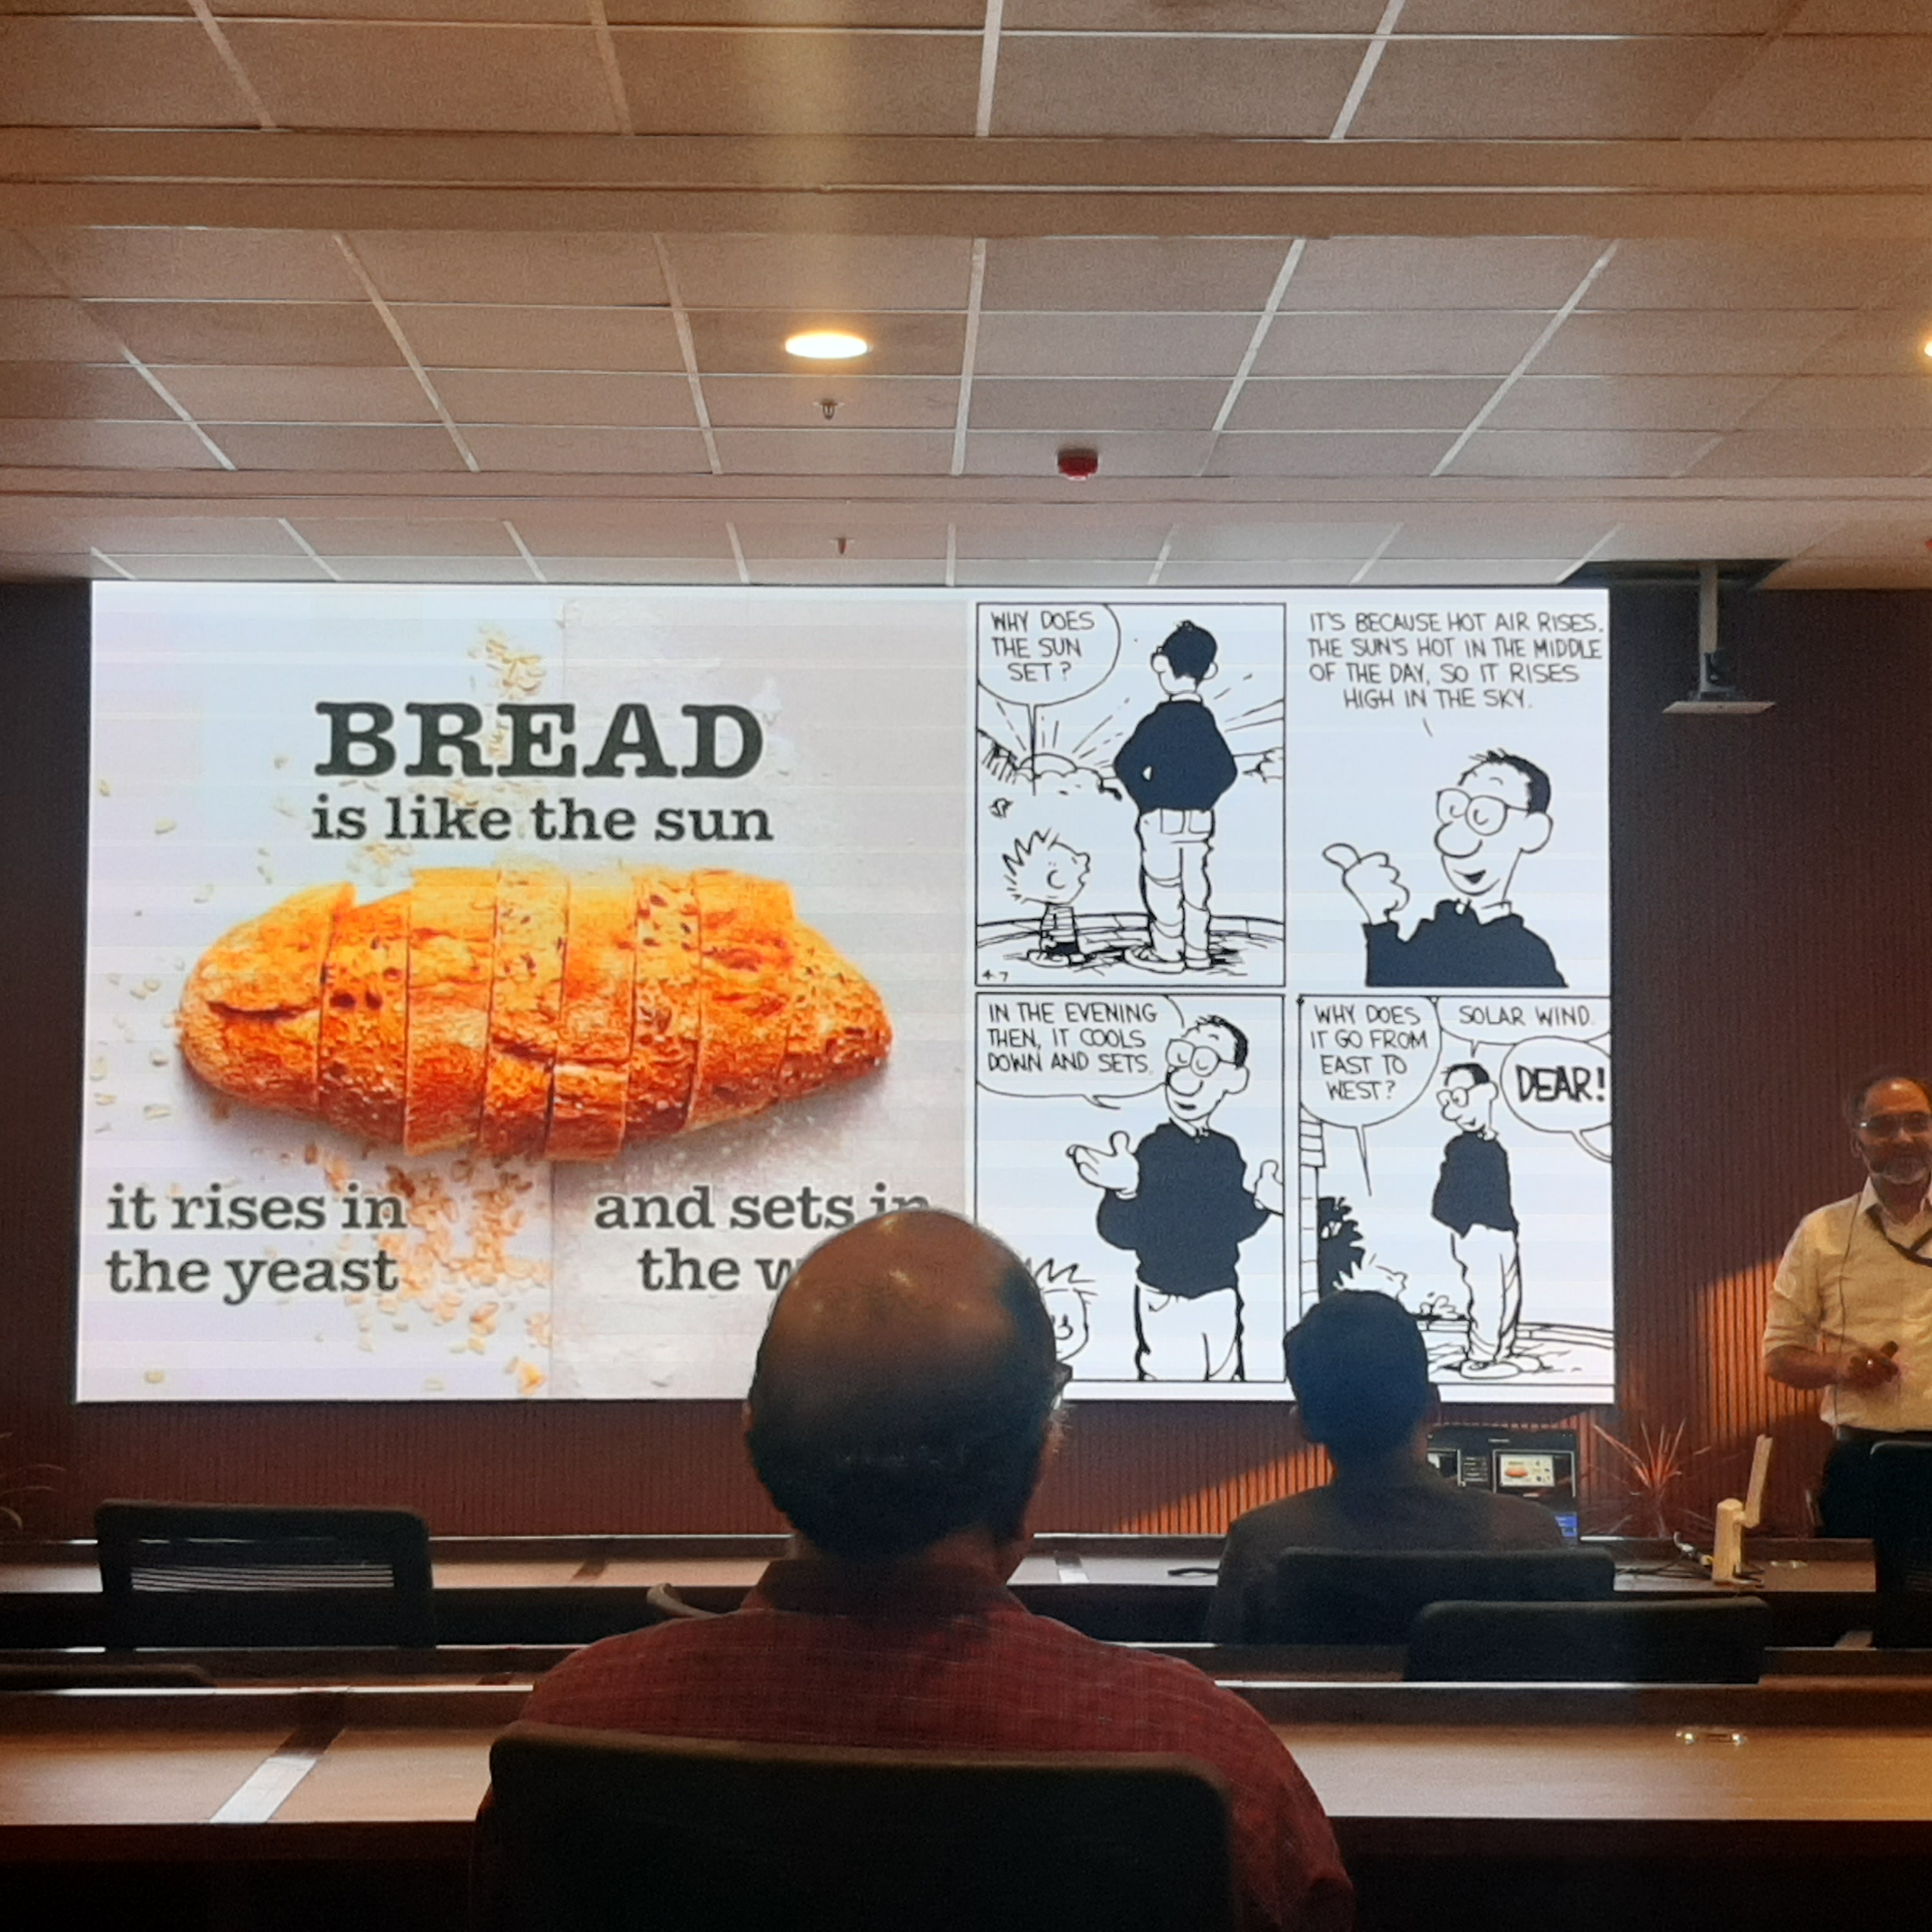 BREAD
is like the sun
it rises in
the yeast
and sets in
the
WHY DOES
THE SUN
SET?
4-7
IT'S BECAUSE HOT AIR RISES.
THE SUN'S HOT IN THE MIDDLE
OF THE DAY, SO IT RISES
HIGH IN THE SKY.
IN THE EVENING
THEN, IT COOLS
DOWN AND SETS.
WHY DOES
IT GO FROM
EAST TO
WEST?
SOLAR WIND.
DEAR!